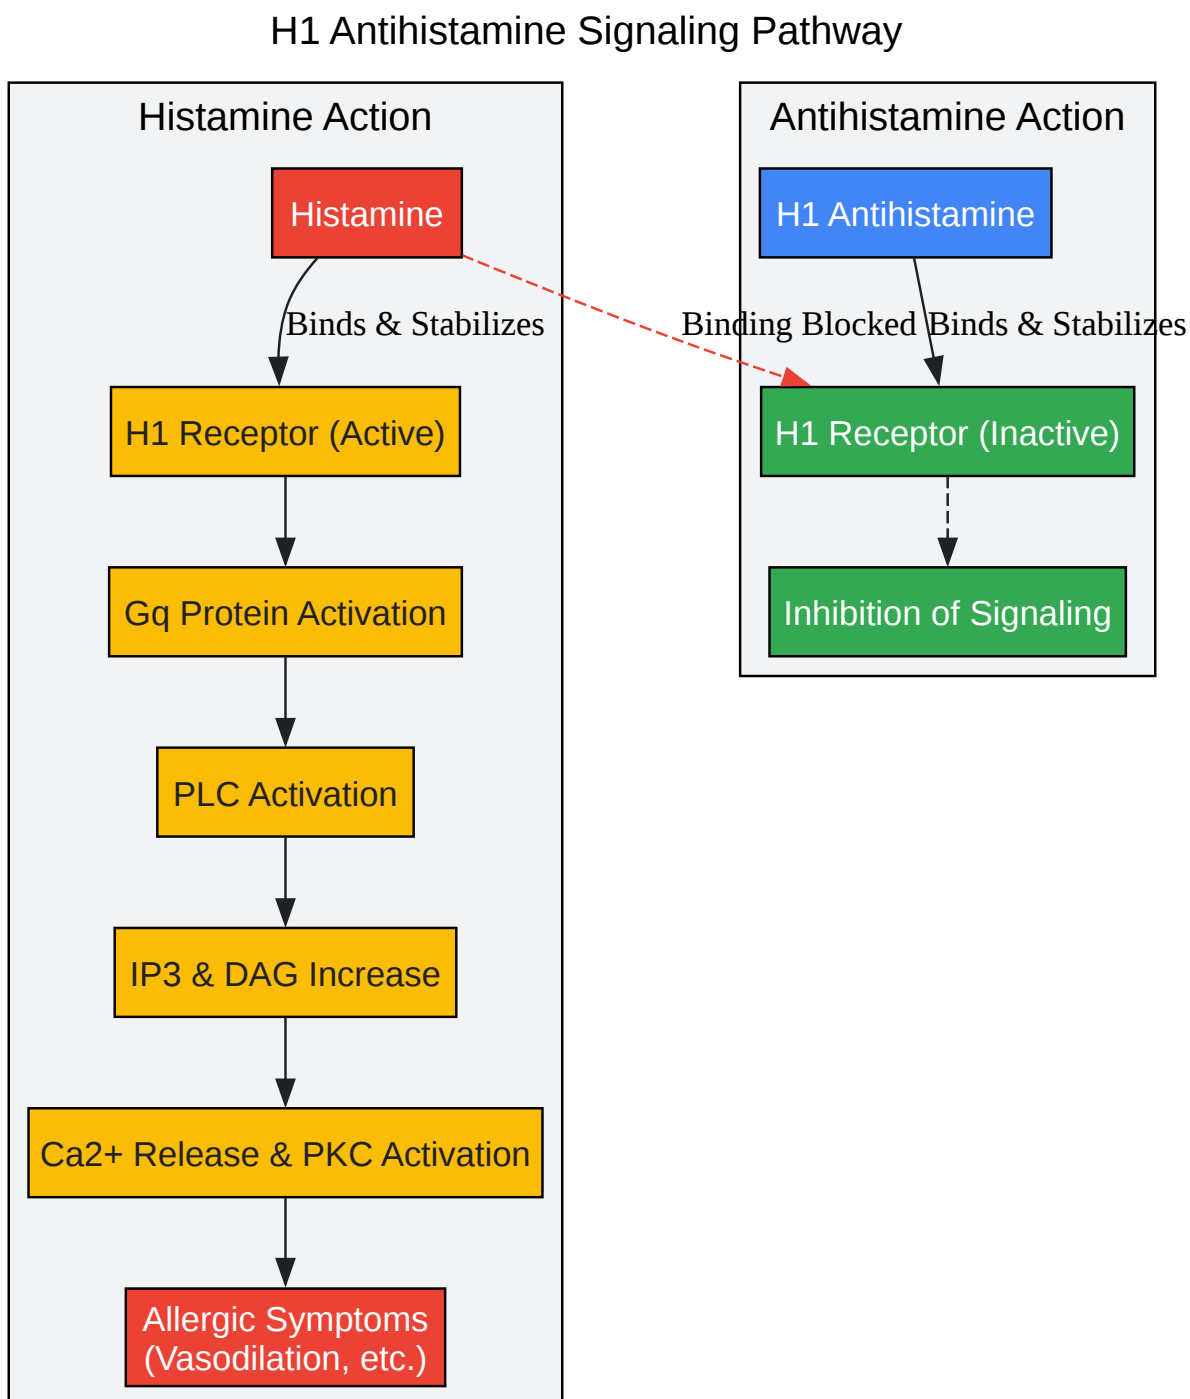 H1 Antihistamine Signaling Pathway
Histamine Action
Histamine
Binds & Stabilizes
H1 Receptor (Active)
Gq Protein Activation
PLC Activation
IP3 & DAG Increase
Ca2+ Release & PKC Activation
Allergic Symptoms
(Vasodilation, etc.)
Antihistamine Action
H1 Antihistamine
Binding Blocked
Binds & Stabilizes
H1 Receptor (Inactive)
Inhibition of Signaling